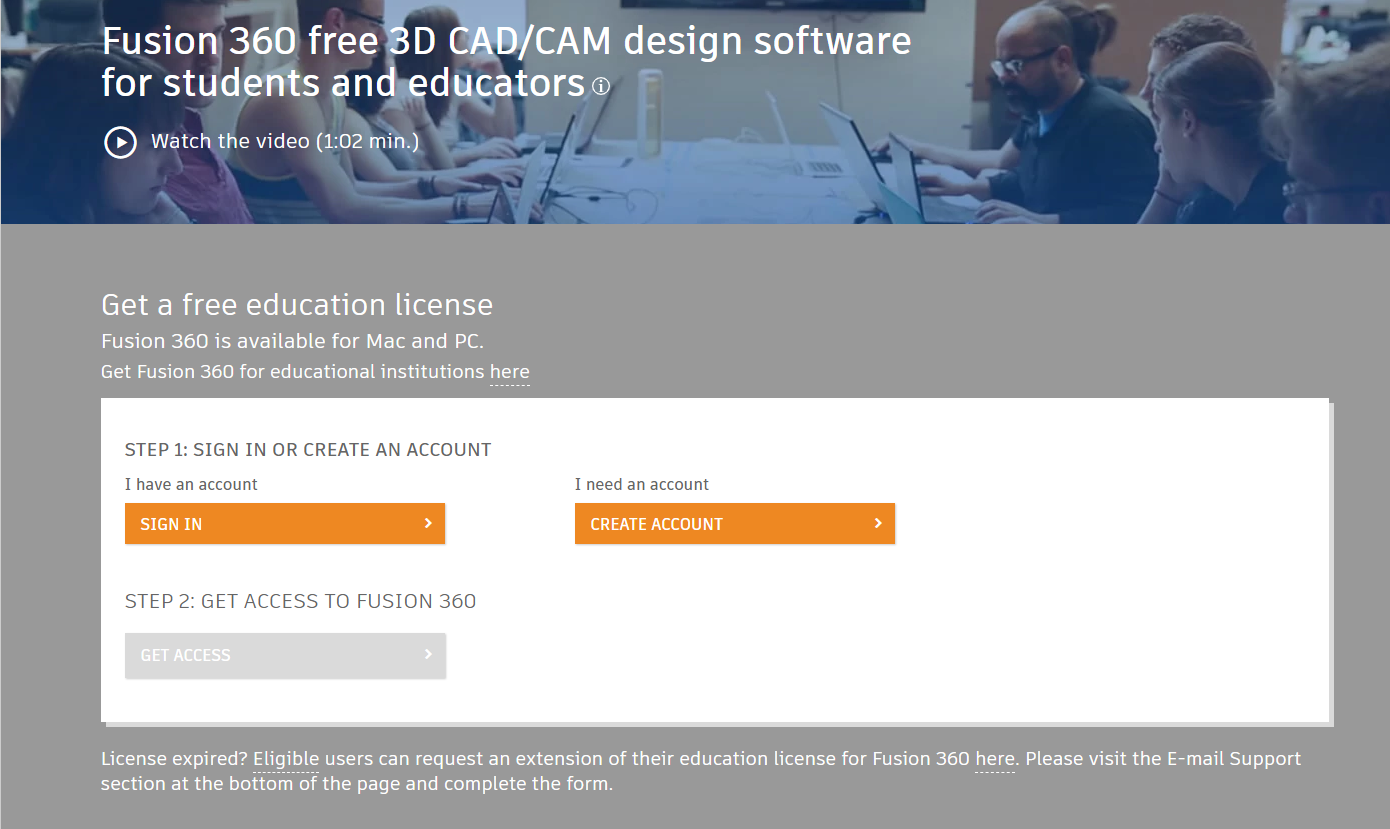 Fusion 360 free 3D CAD/CAM design software
for students and educators
Watch the video (1:02 min.)
Get a free education license
Fusion 360 is available for Mac and PC.
Get Fusion 360 for educational institutions here
STEP 1: SIGN IN OR CREATE AN ACCOUNT
I have an account
I need an account
SIGN IN
CREATE ACCOUNT
STEP 2: GET ACCESS TO FUSION 360
GET ACCESS
License expired? Eligible users can request an extension of their education license for Fusion 360 here. Please visit the E-mail Support
section at the bottom of the page and complete the form.